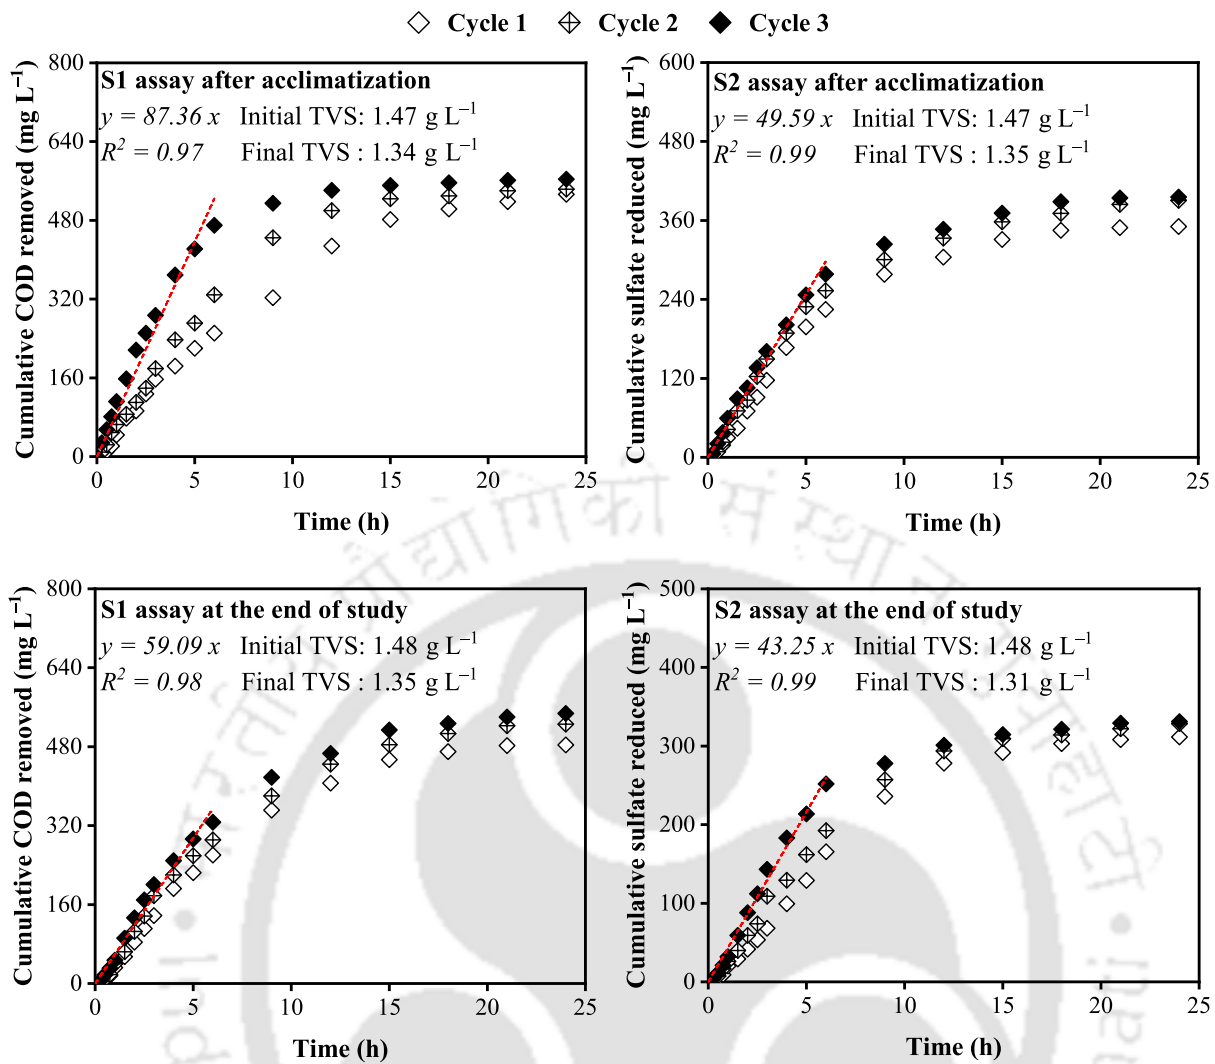 Cycle 1 Cycle 2 Cycle 3
S1 assay after acclimatization
y = 87.36 x Initial TVS: 1.47 g L⁻¹
R² = 0.97 Final TVS : 1.34 g L⁻¹
Cumulative COD removed (mg L⁻¹)
800
640
480
320
160
0
0 5 10 15 20 25
Time (h)
S2 assay after acclimatization
y = 49.59 x Initial TVS: 1.47 g L⁻¹
R² = 0.99 Final TVS : 1.35 g L⁻¹
Cumulative sulfate reduced (mg L⁻¹)
600
480
360
240
120
0
0 5 10 15 20 25
Time (h)
S1 assay at the end of study
y = 59.09 x Initial TVS: 1.48 g L⁻¹
R² = 0.98 Final TVS : 1.35 g L⁻¹
Cumulative COD removed (mg L⁻¹)
800
640
480
320
160
0
0 5 10 15 20 25
Time (h)
S2 assay at the end of study
y = 43.25 x Initial TVS: 1.48 g L⁻¹
R² = 0.99 Final TVS : 1.31 g L⁻¹
Cumulative sulfate reduced (mg L⁻¹)
500
400
300
200
100
0
0 5 10 15 20 25
Time (h)